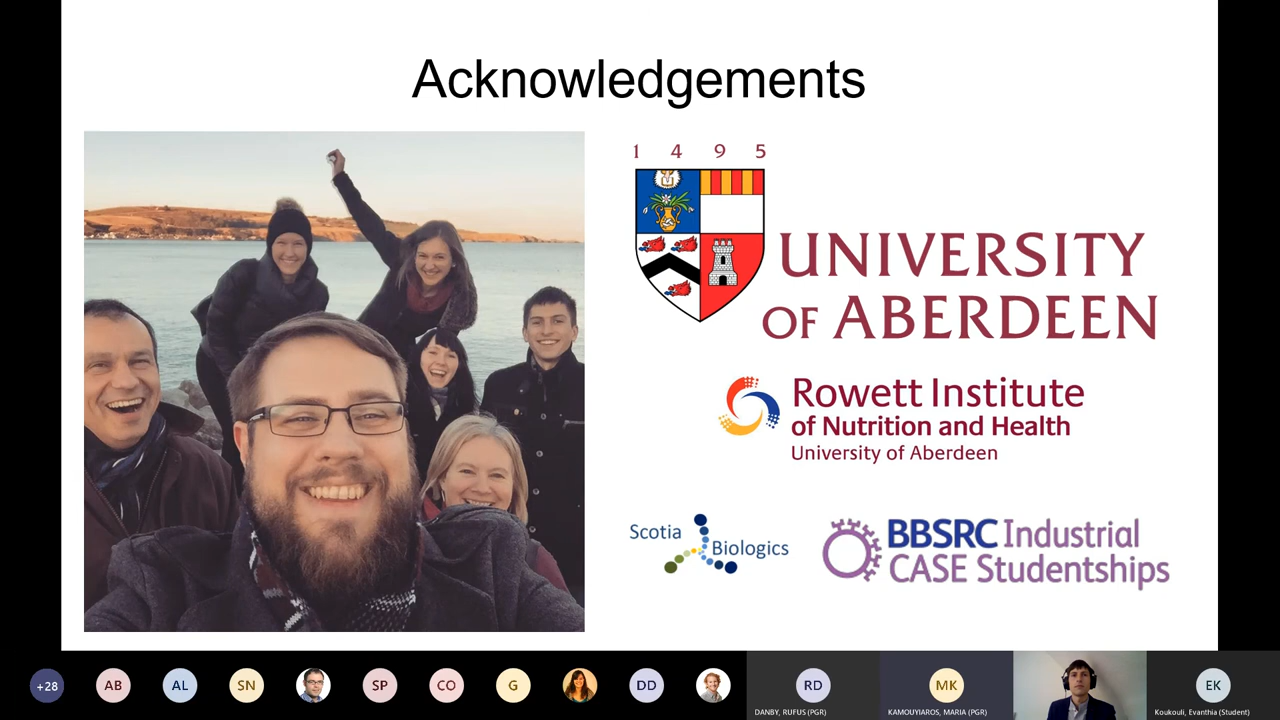 Acknowledgements
1 4 9 5
UNIVERSITY
OF ABERDEEN
Rowett Institute
of Nutrition and Health
University of Aberdeen
Scotia
Biologics
BBSRC Industrial
CASE Studentships
+28
AB
AL
SN
SP
CO
G
DD
RD
DANBY, RUFUS (PGR)
MK
KAMOUYIAROS, MARIA (PGR)
EK
Koukouli, Evanthia (Student)